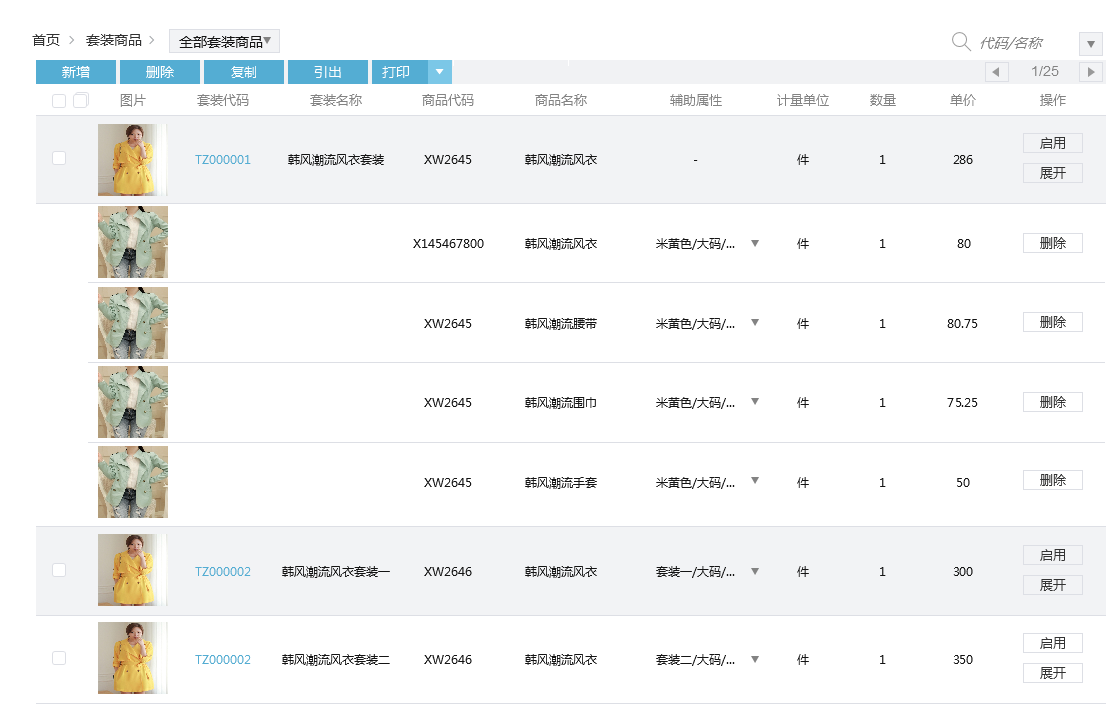 首页 > 套装商品 > 全部套装商品▼
代码/名称
新增 删除 复制 引出 打印
1/25
图片 套装代码 套装名称 商品代码 商品名称 辅助属性 计量单位 数量 单价 操作
TZ000001 韩风潮流风衣套装 XW2645 韩风潮流风衣 - 件 1 286 启用
展开
X145467800 韩风潮流风衣 米黄色/大码/... 件 1 80 删除
XW2645 韩风潮流腰带 米黄色/大码/... 件 1 80.75 删除
XW2645 韩风潮流围巾 米黄色/大码/... 件 1 75.25 删除
XW2645 韩风潮流手套 米黄色/大码/... 件 1 50 删除
TZ000002 韩风潮流风衣套装一 XW2646 韩风潮流风衣 套装一/大码/... 件 1 300 启用
展开
TZ000002 韩风潮流风衣套装二 XW2646 韩风潮流风衣 套装二/大码/... 件 1 350 启用
展开